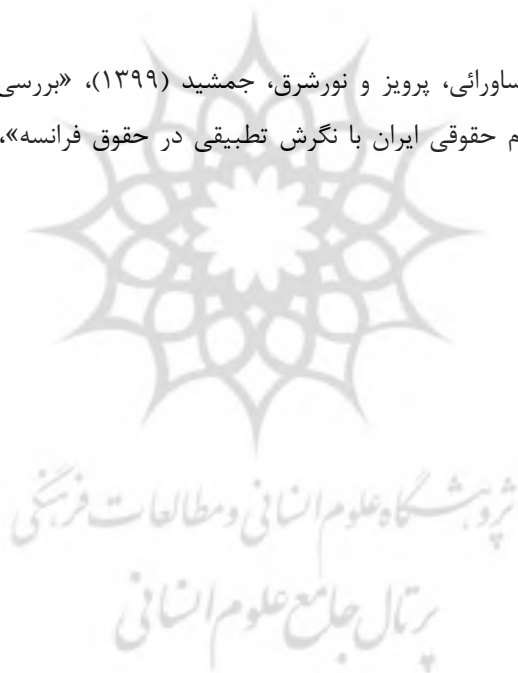 ساورائی، پرویز و نورشرق، جمشید (۱۳۹۹)، «بررسی
م حقوقی ایران با نگرش تطبیقی در حقوق فرانسه»،
پژوهشگاه علوم انسانی و مطالعات فرهنگی
پرتال جامع علوم انسانی